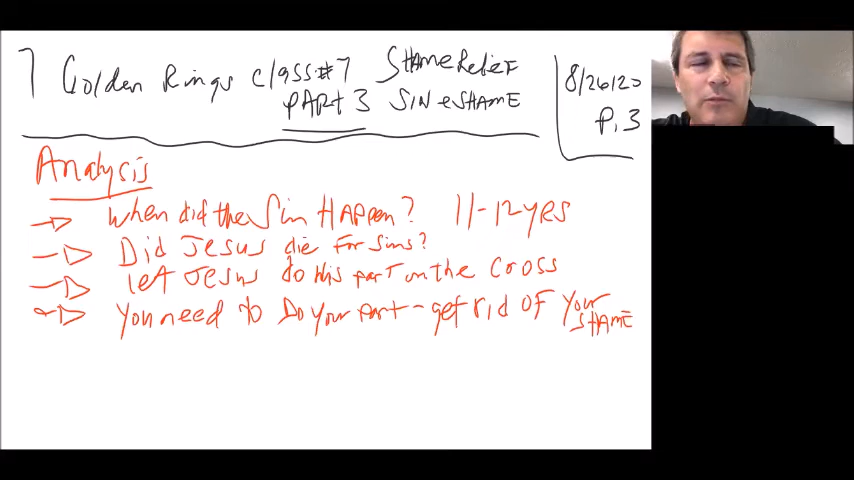 7 Golden Rings class#7 SHAME Relief
PART 3 SIN & SHAME
8/26/20
P. 3
Analysis
When did the Sin HAPPen? 11-12 YRS
Did Jesus die for sins?
let Jesus do his part on the cross
You need to Do your part - get rid OF Your
SHAME